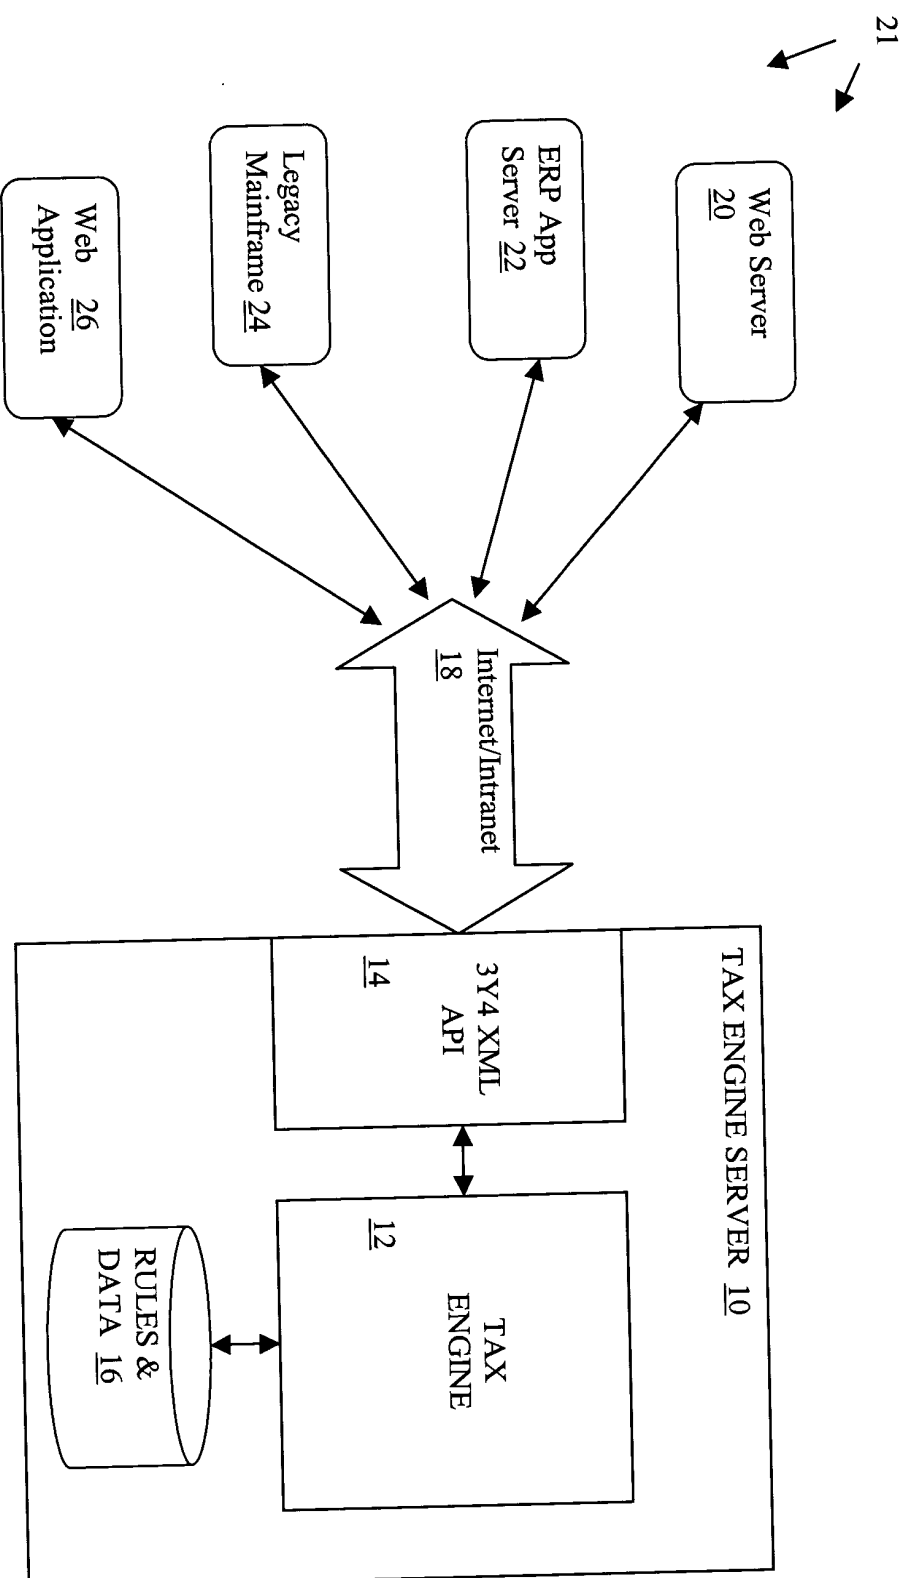 21
Web Server
20
ERP App
Server 22
Legacy
Mainframe 24
Web 26
Application
Internet/Intranet
18
TAX ENGINE SERVER 10
3Y4 XML
API
14
TAX
ENGINE
12
RULES &
DATA 16